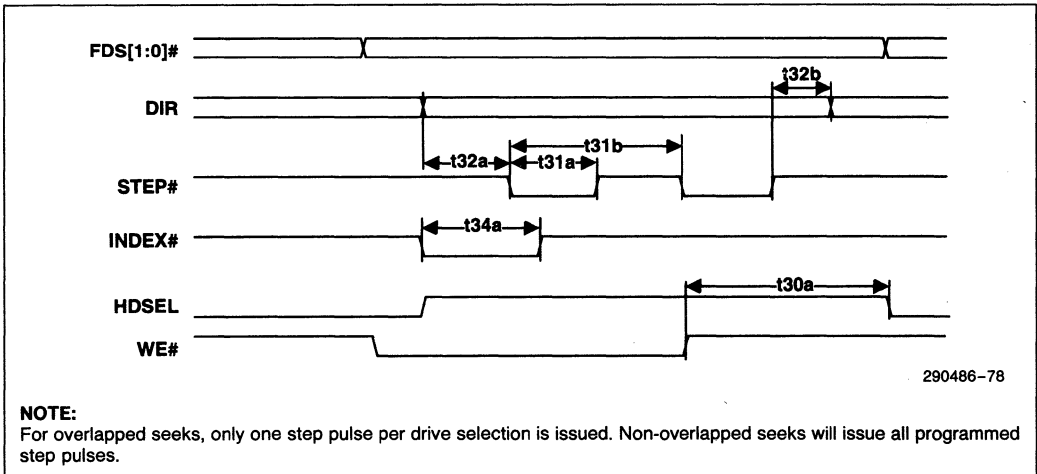 FDS[1:0]#
t32b
DIR
t31b
t32a
t31a
STEP#
t34a
INDEX#
t30a
HDSEL
WE#
290486-78
NOTE:
For overlapped seeks, only one step pulse per drive selection is issued. Non-overlapped seeks will issue all programmed
step pulses.